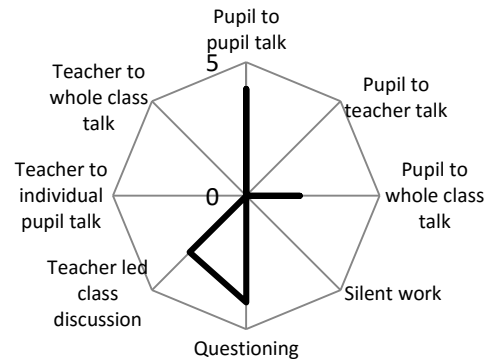 Pupil to
pupil talk
5
Teacher to
whole class
talk
Pupil to
teacher talk
Teacher to
individual
pupil talk
0
Pupil to
whole class
talk
Teacher led
class
discussion
Silent work
Questioning